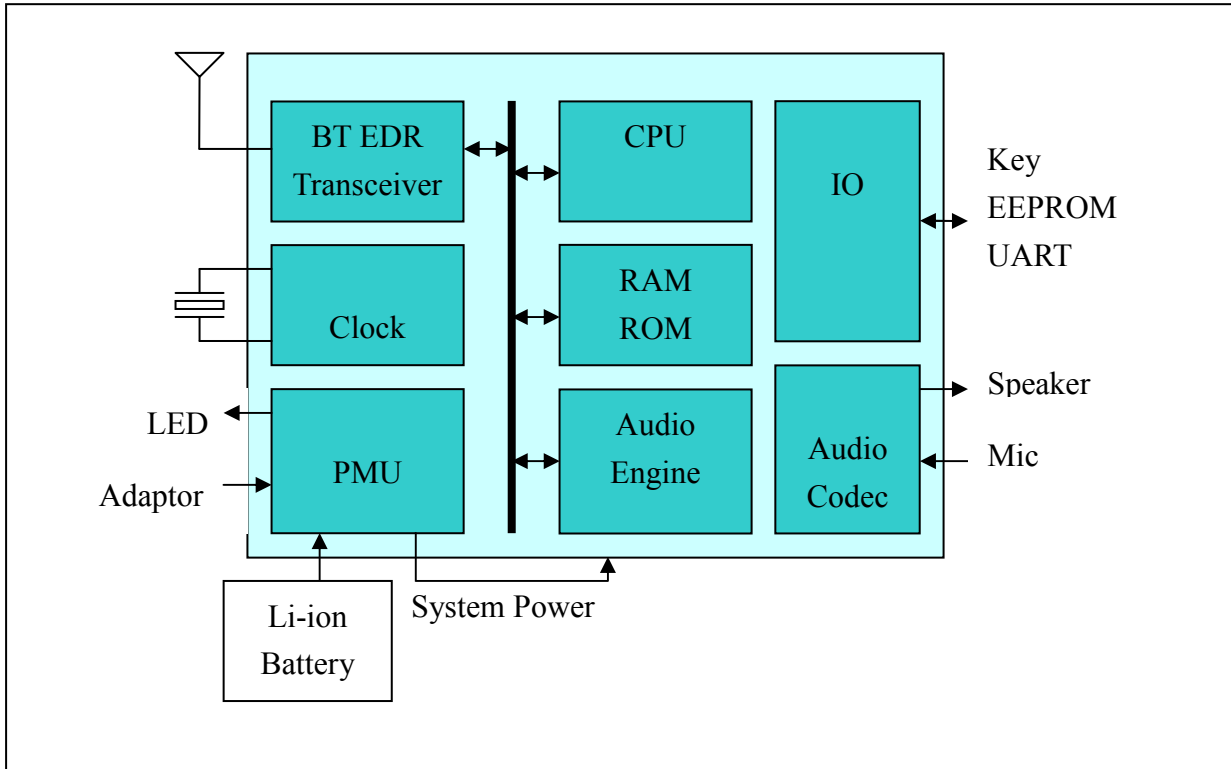 BT EDR
Transceiver
CPU
IO
Key
EEPROM
UART
Clock
RAM
ROM
LED
Adaptor
PMU
Audio
Engine
Audio
Codec
Speaker
Mic
Li-ion
Battery
System Power